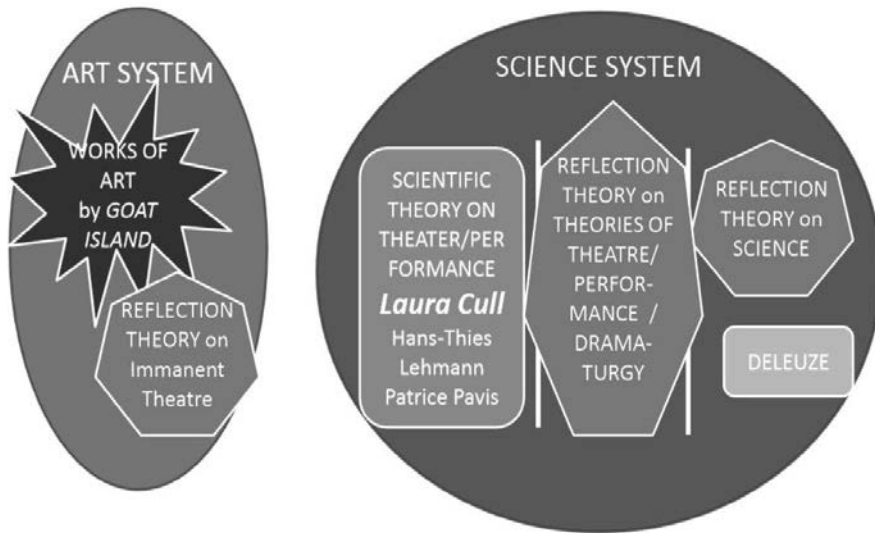 ART SYSTEM
WORKS OF
ART
by GOAT
ISLAND
REFLECTION
THEORY on
Immanent
Theatre
SCIENCE SYSTEM
SCIENTIFIC
THEORY ON
THEATER/PER
FORMANCE
Laura Cull
Hans-Thies
Lehmann
Patrice Pavis
REFLECTION
THEORY on
THEORIES OF
THEATRE/
PERFOR-
MANCE /
DRAMA-
TURGY
REFLECTION
THEORY on
SCIENCE
DELEUZE